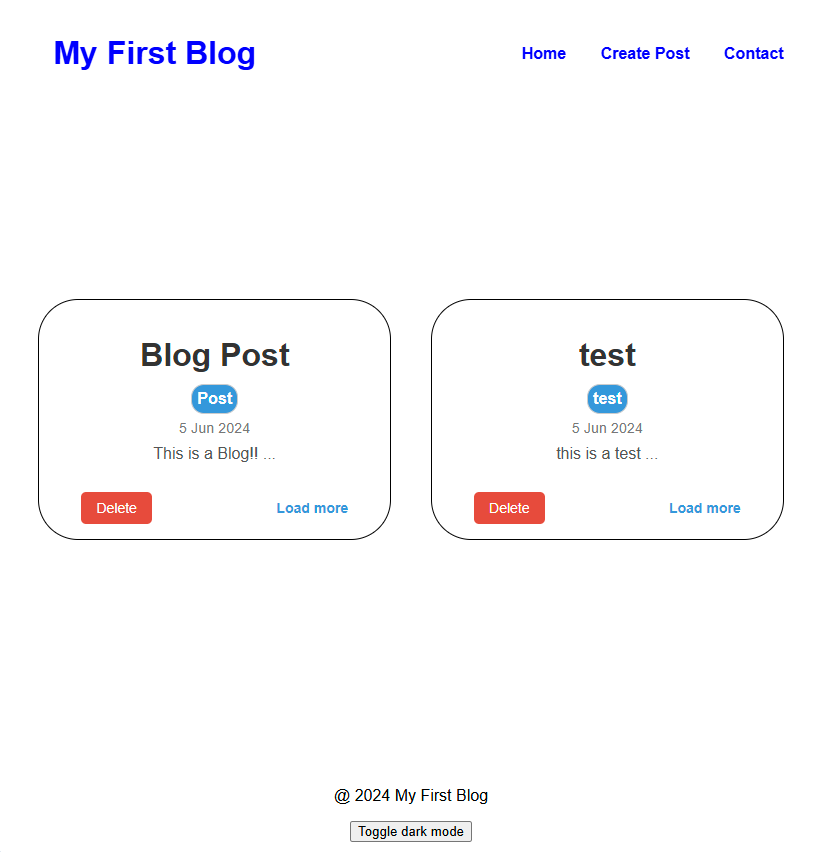 My First Blog
Home Create Post Contact
Blog Post
Post
5 Jun 2024
This is a Blog!! ...
Delete Load more
test
test
5 Jun 2024
this is a test ...
Delete Load more
@ 2024 My First Blog
Toggle dark mode